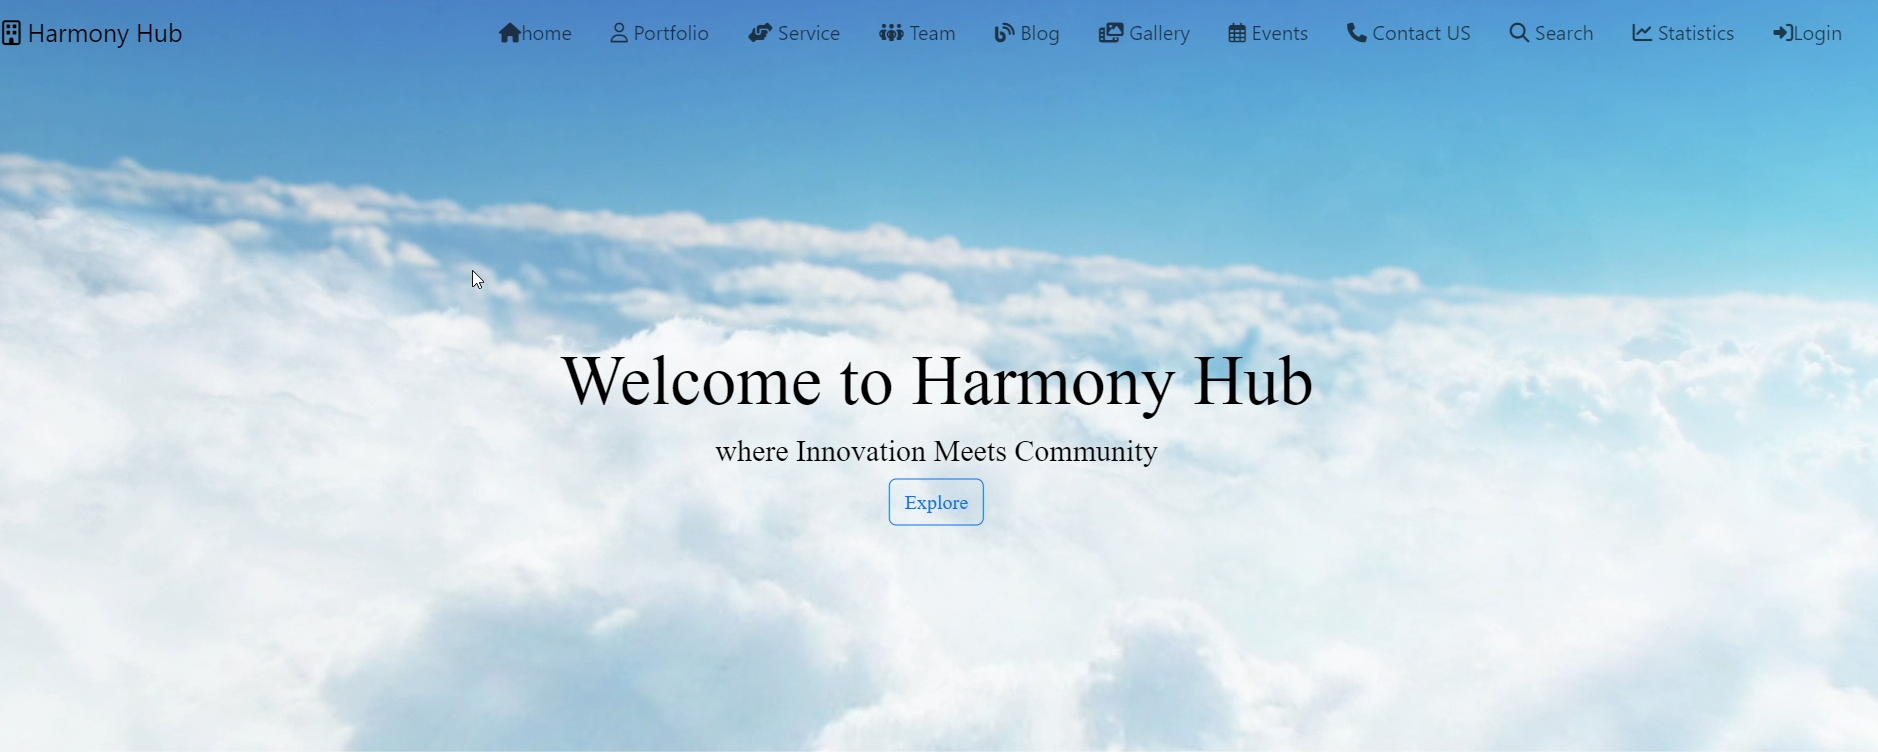 Harmony Hub home Portfolio Service Team Blog Gallery Events Contact US Search Statistics Login
Welcome to Harmony Hub
where Innovation Meets Community
Explore